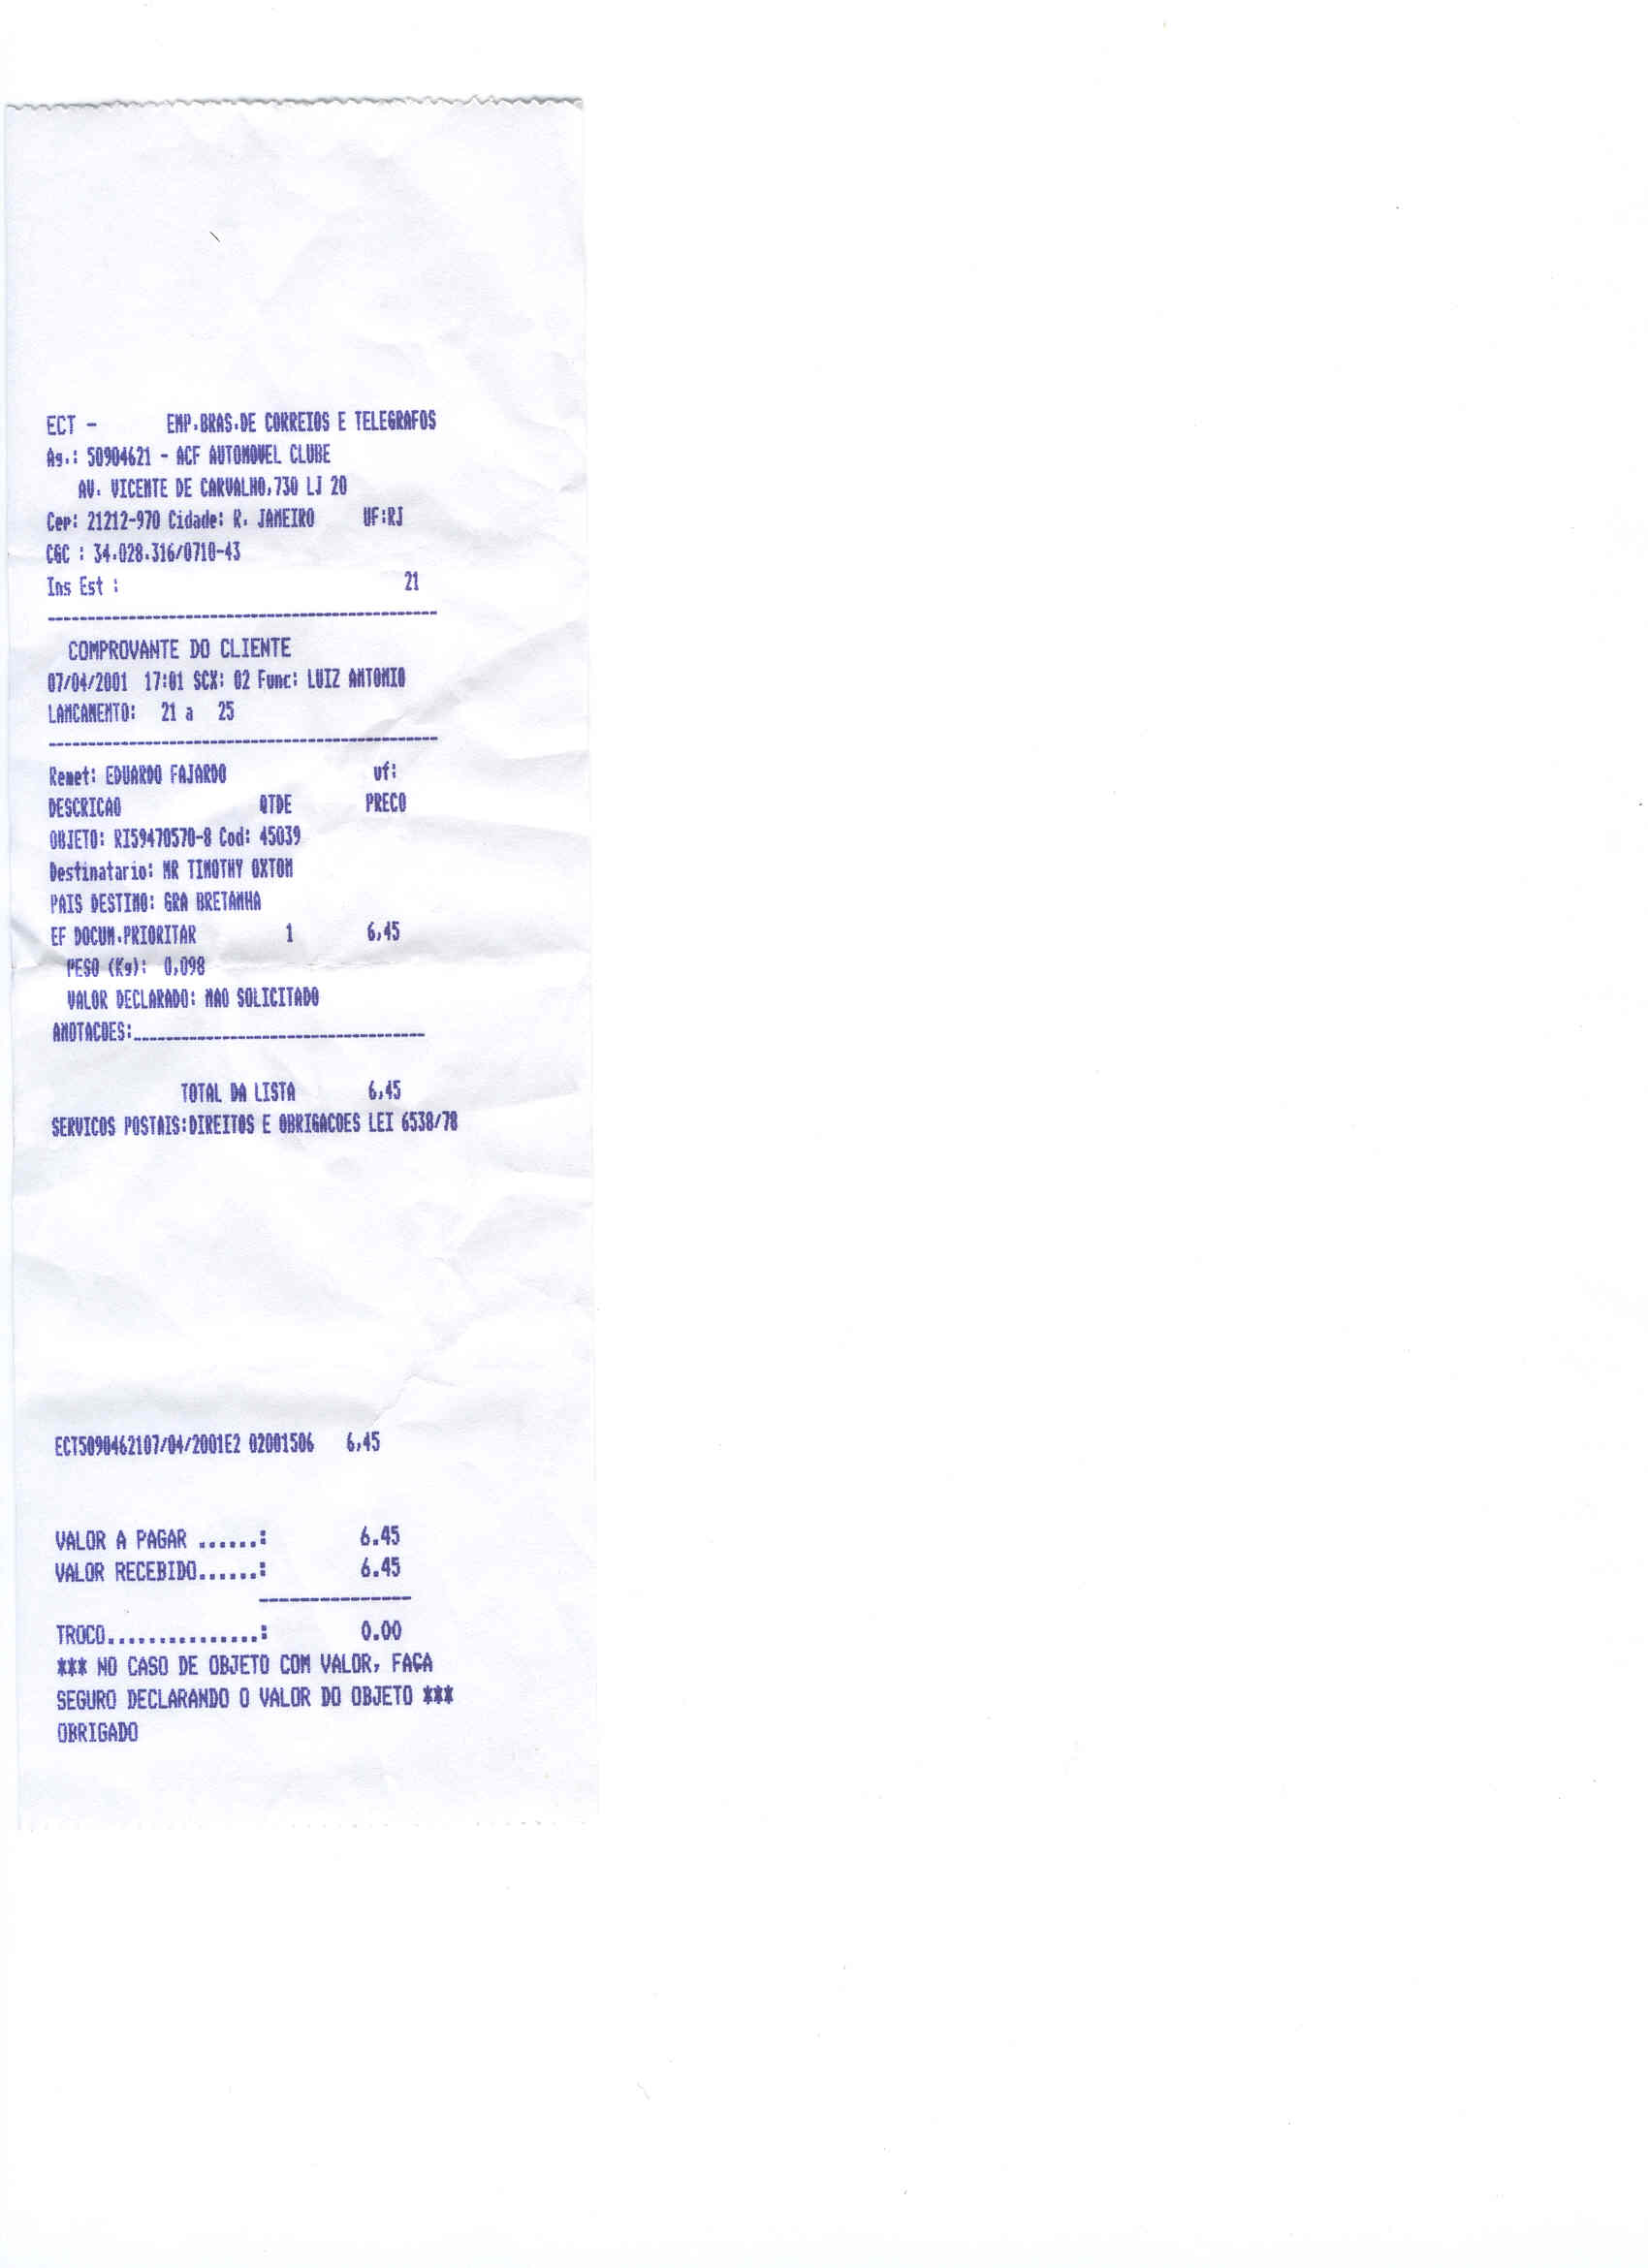 ECT - EMP.BRAS.DE CORREIOS E TELEGRAFOS
Ag.: 50904621 - ACF AUTOMOVEL CLUBE
AV. VICENTE DE CARVALHO,730 LJ 20
Cep: 21212-970 Cidade: R. JANEIRO UF:RJ
CGC : 34.028.316/0710-43
Ins Est : 21
------------------------------------------------
COMPROVANTE DO CLIENTE
07/04/2001 17:01 SCX: 02 Func: LUIZ ANTONIO
LANCAMENTO: 21 a 25
------------------------------------------------
Remet: EDUARDO FAJARDO uf:
DESCRICAO QTDE PRECO
OBJETO: RI59470570-8 Cod: 45039
Destinatario: MR TIMOTHY OXTON
PAIS DESTINO: GRA BRETANHA
EF DOCUM.PRIORITAR 1 6,45
PESO (Kg): 0,098
VALOR DECLARADO: NAO SOLICITADO
ANOTACOES:____________________________________
TOTAL DA LISTA 6,45
SERVICOS POSTAIS:DIREITOS E OBRIGACOES LEI 6538/78
ECT5090462107/04/2001E2 02001506 6,45
VALOR A PAGAR ......: 6.45
VALOR RECEBIDO......: 6.45
---------------
TROCO...............: 0.00
*** NO CASO DE OBJETO COM VALOR, FACA
SEGURO DECLARANDO O VALOR DO OBJETO ***
OBRIGADO